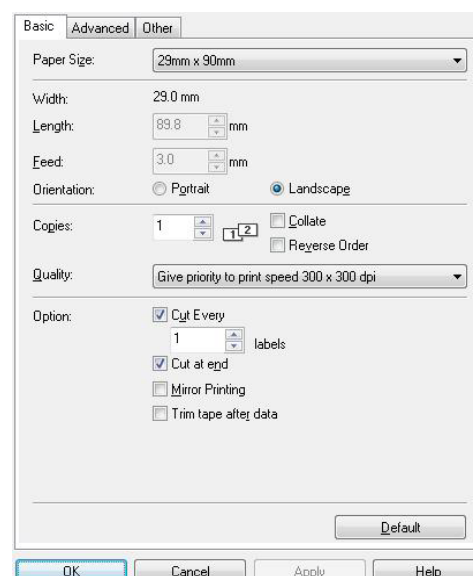 Basic Advanced Other
Paper Size: 29mm x 90mm
Width: 29.0 mm
Length: 89.8 mm
Feed: 3.0 mm
Orientation: Portrait Landscape
Copies: 1 1 2 Collate
Reverse Order
Quality: Give priority to print speed 300 x 300 dpi
Option: Cut Every
1 labels
Cut at end
Mirror Printing
Trim tape after data
Default
OK Cancel Apply Help